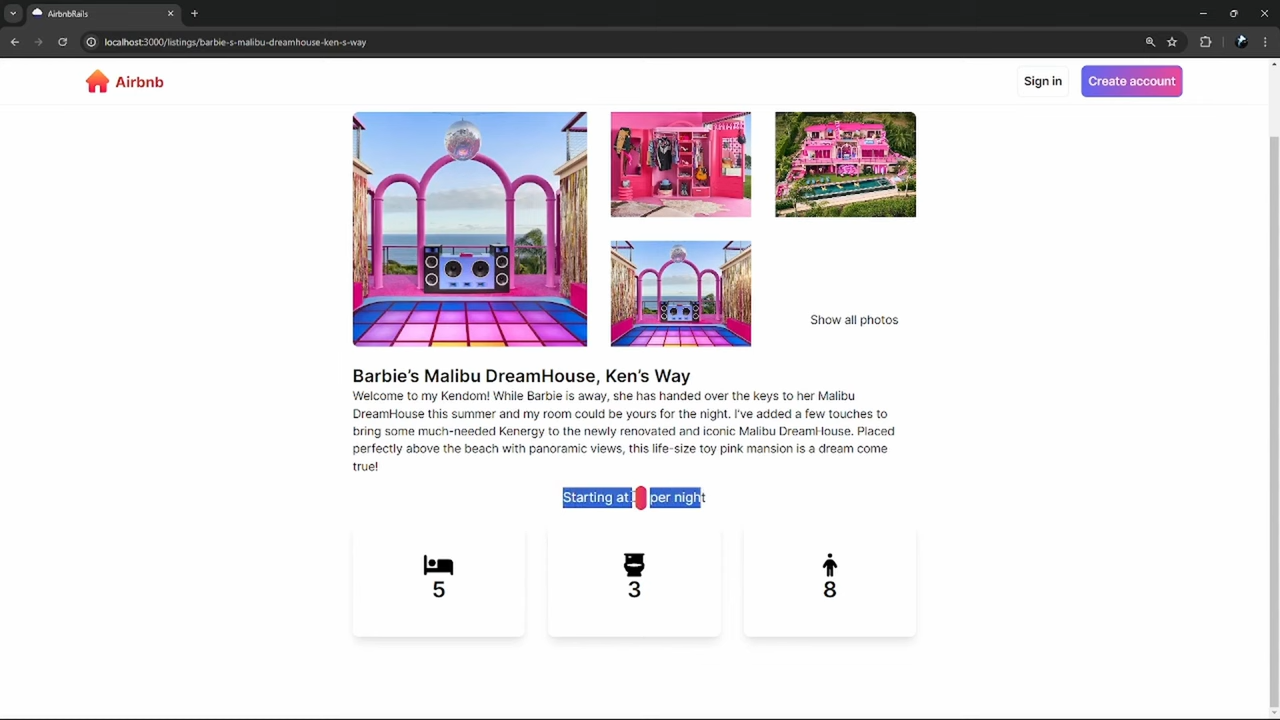 AirbnbRails
localhost:3000/listings/barbie-s-malibu-dreamhouse-ken-s-way
Airbnb
Sign in
Create account
Show all photos
Barbie’s Malibu DreamHouse, Ken’s Way
Welcome to my Kendom! While Barbie is away, she has handed over the keys to her Malibu
DreamHouse this summer and my room could be yours for the night. I've added a few touches to
bring some much-needed Kenergy to the newly renovated and iconic Malibu DreamHouse. Placed
perfectly above the beach with panoramic views, this life-size toy pink mansion is a dream come
true!
Starting at per night
5
3
8